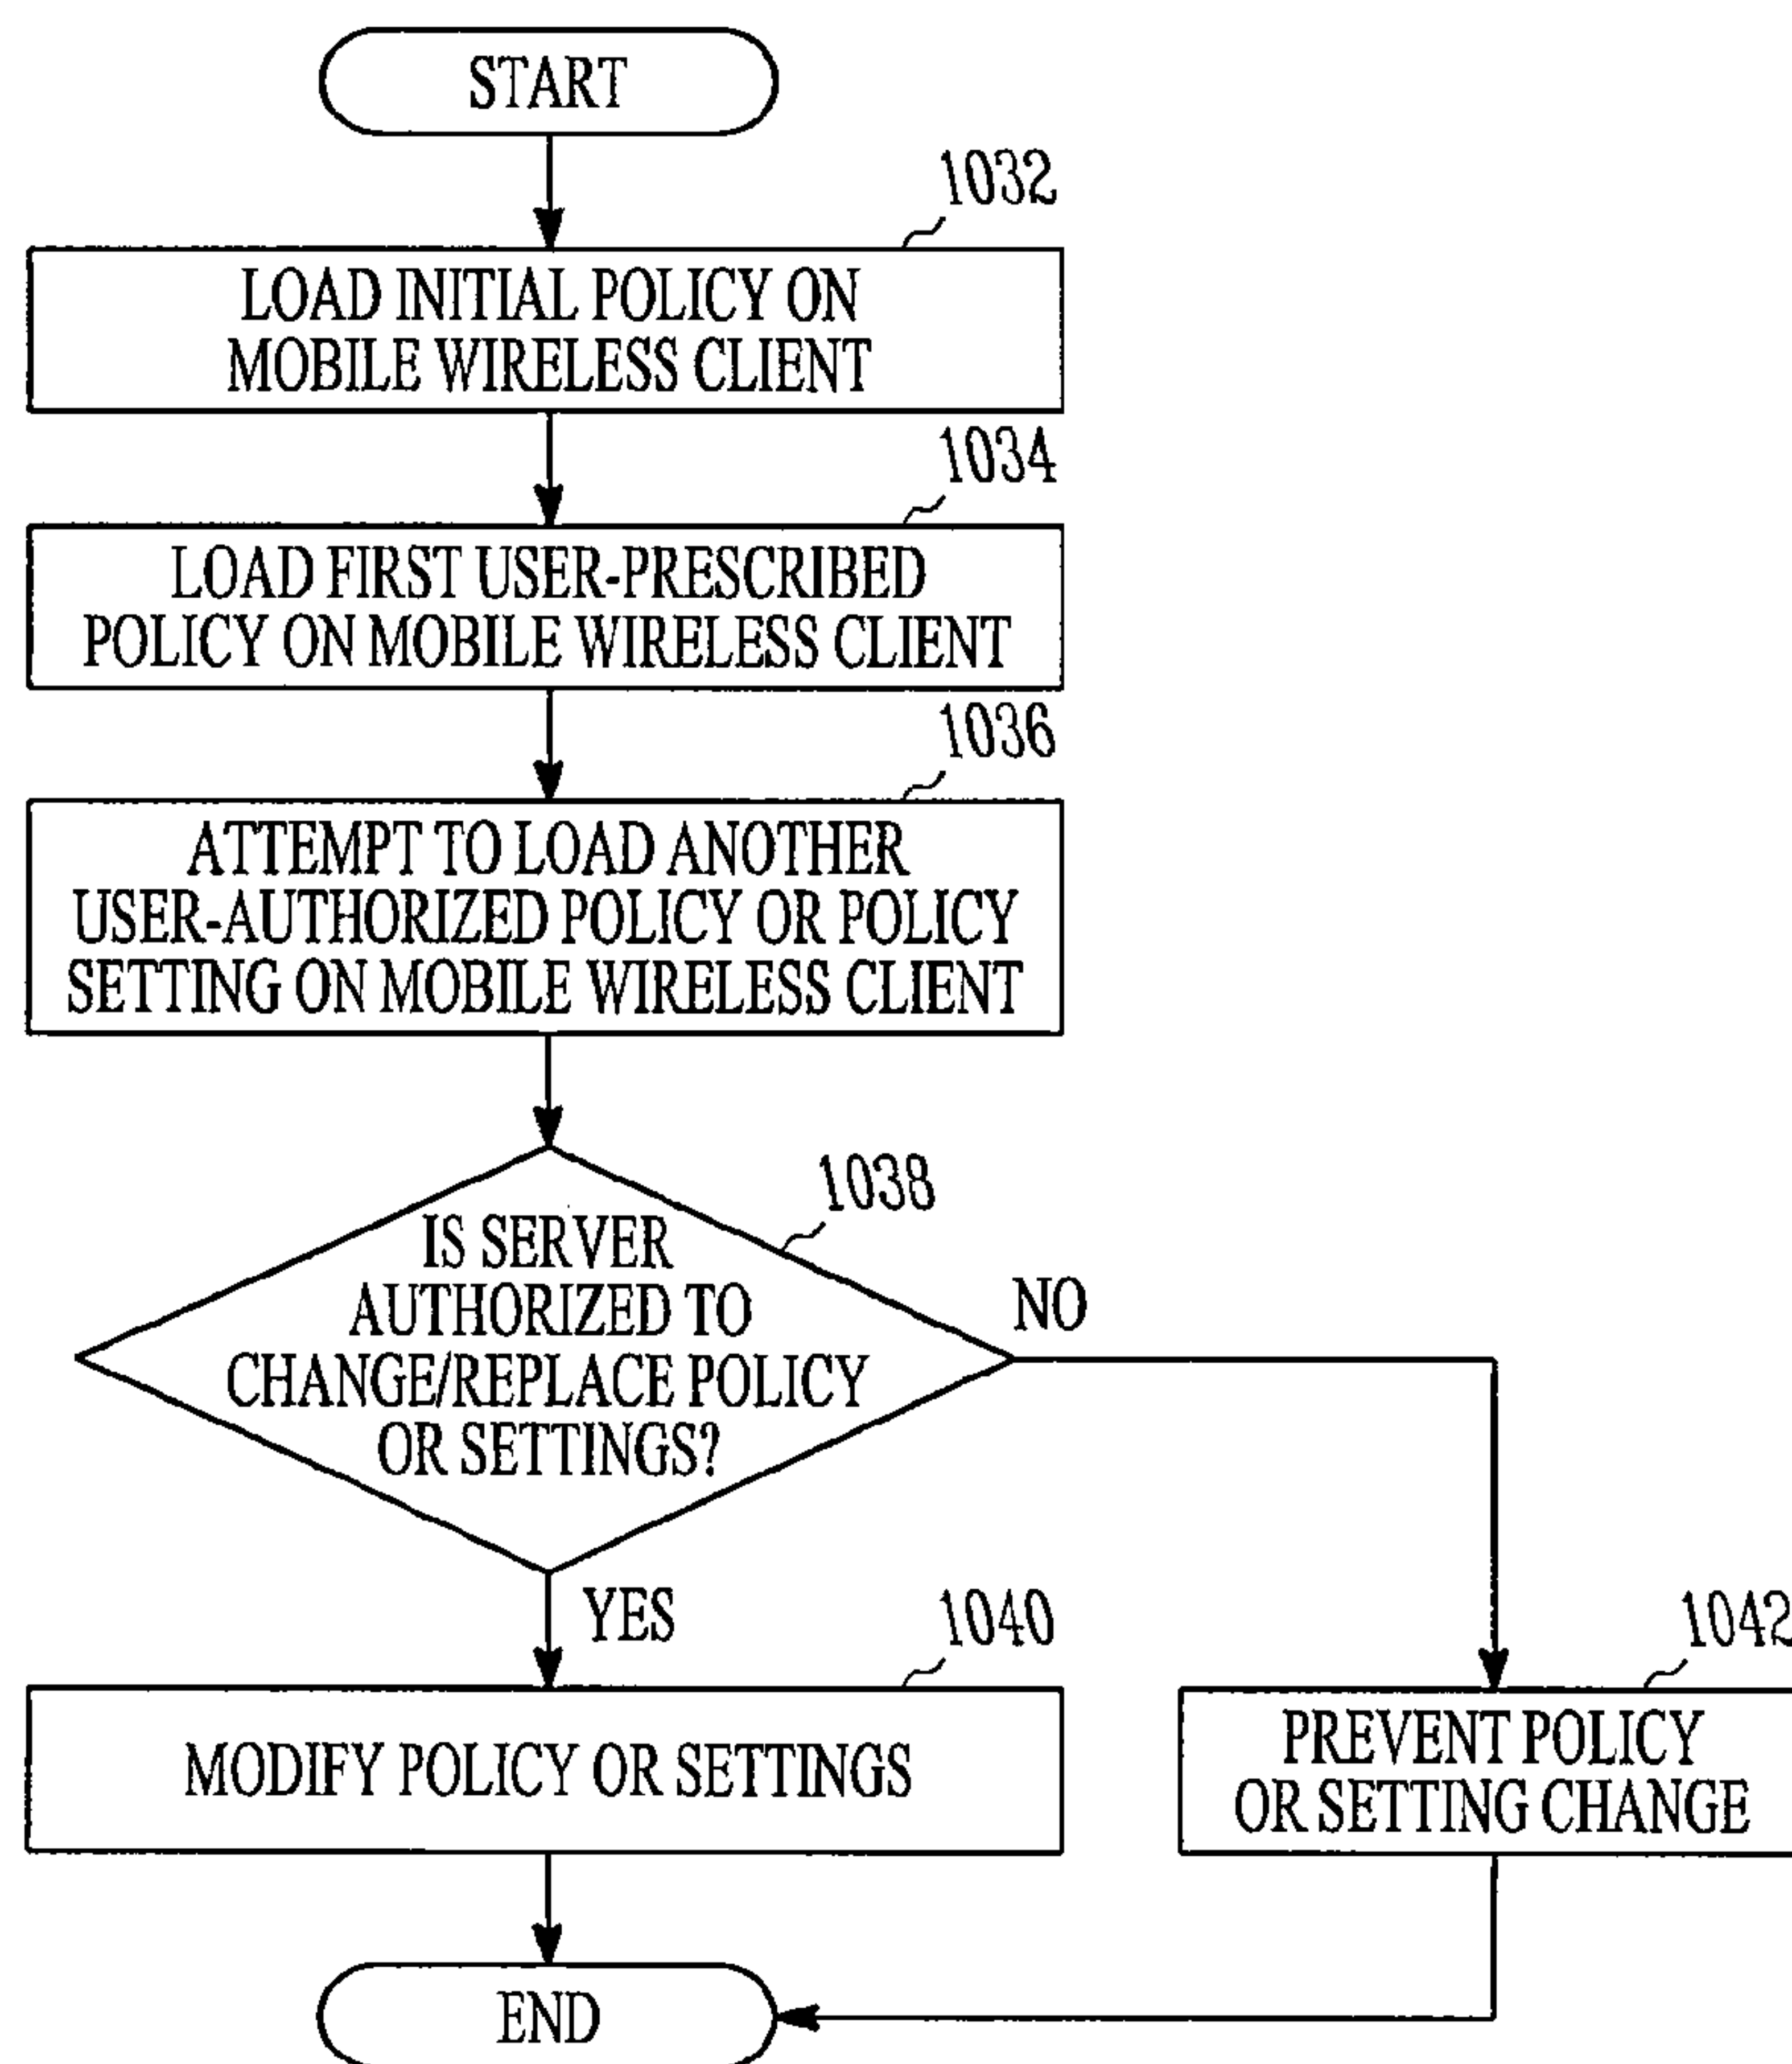 START
1032
LOAD INITIAL POLICY ON
MOBILE WIRELESS CLIENT
1034
LOAD FIRST USER-PRESCRIBED
POLICY ON MOBILE WIRELESS CLIENT
1036
ATTEMPT TO LOAD ANOTHER
USER-AUTHORIZED POLICY OR POLICY
SETTING ON MOBILE WIRELESS CLIENT
1038
IS SERVER
AUTHORIZED TO
CHANGE/REPLACE POLICY
OR SETTINGS?
NO
YES
1040
MODIFY POLICY OR SETTINGS
1042
PREVENT POLICY
OR SETTING CHANGE
END